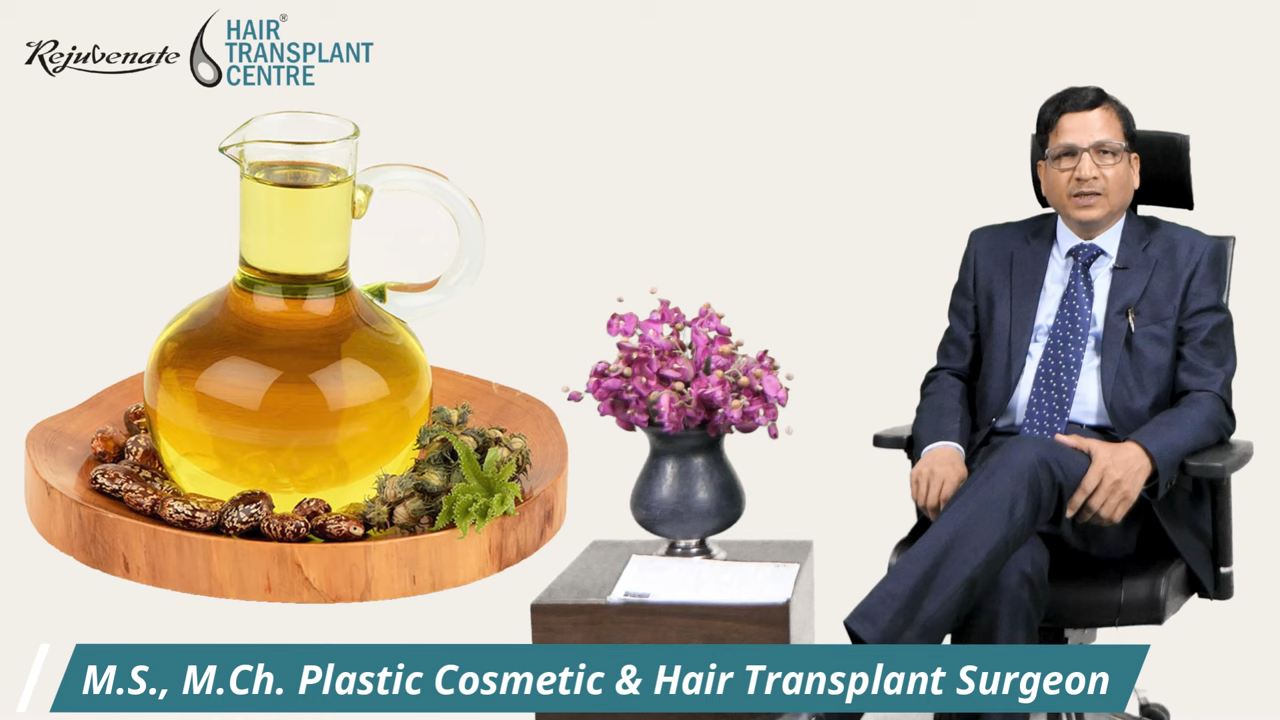 Rejuvenate
HAIR®
TRANSPLANT
CENTRE
M.S., M.Ch. Plastic Cosmetic & Hair Transplant Surgeon